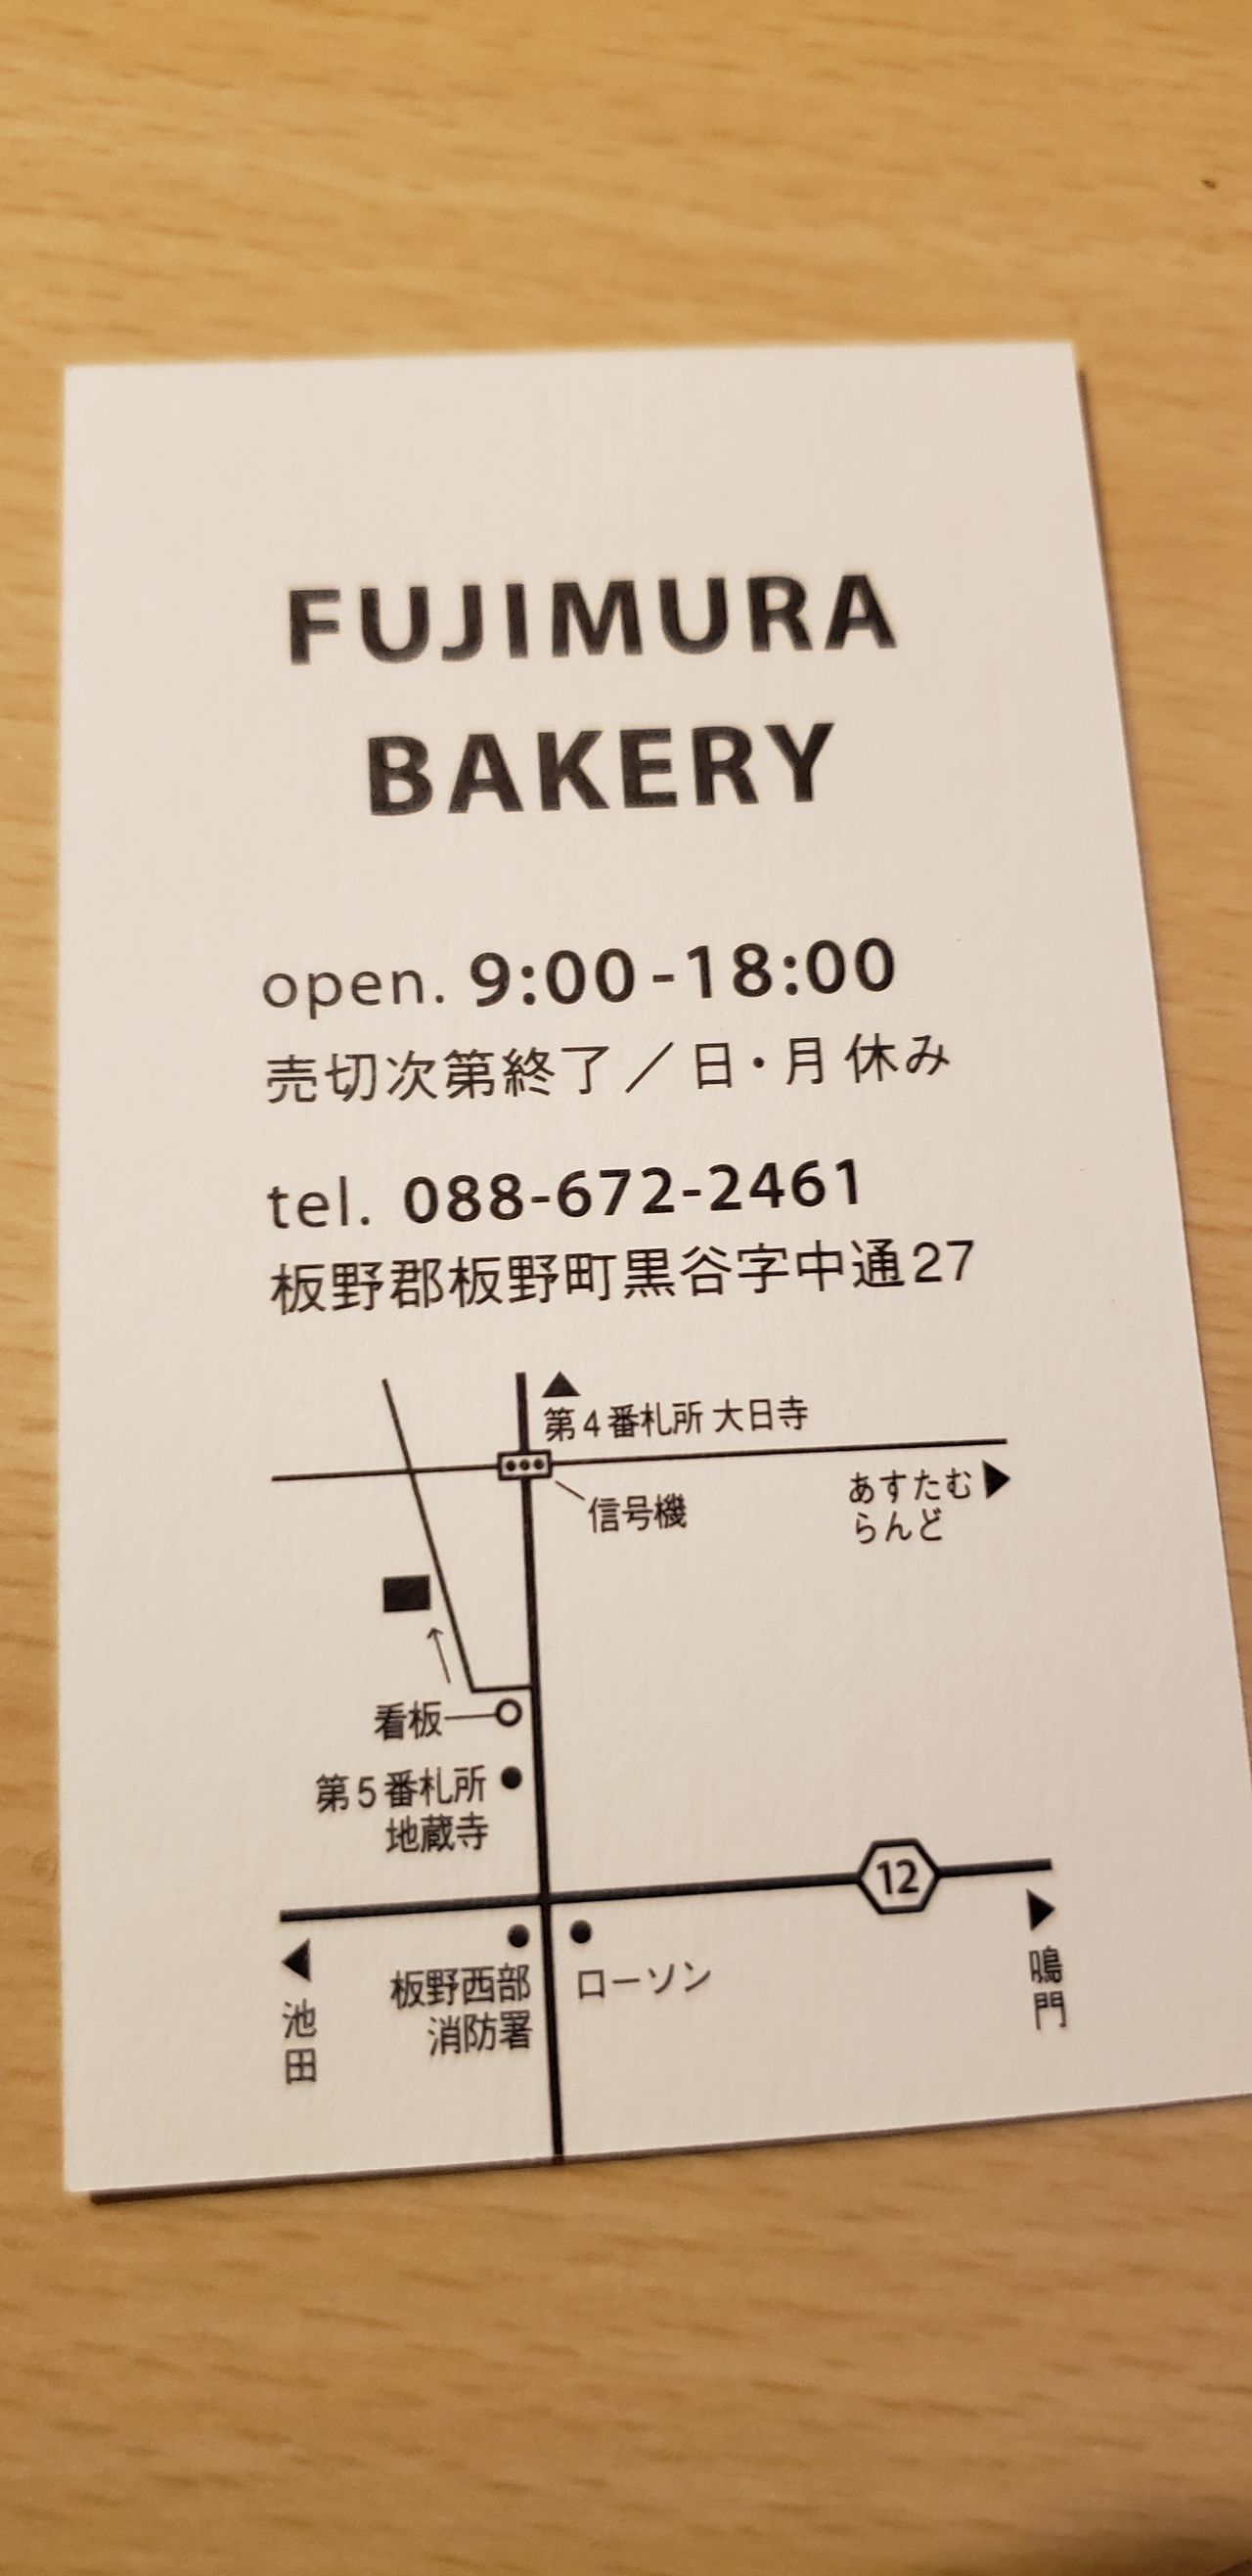 FUJIMURA
BAKERY
open. 9:00-18:00
売切次第終了／日・月 休み
tel. 088-672-2461
板野郡板野町黒谷字中通27
第4番札所 大日寺
信号機
あすたむ
らんど
看板
第5番札所
地蔵寺
12
板野西部
消防署
ローソン
池田
鳴門